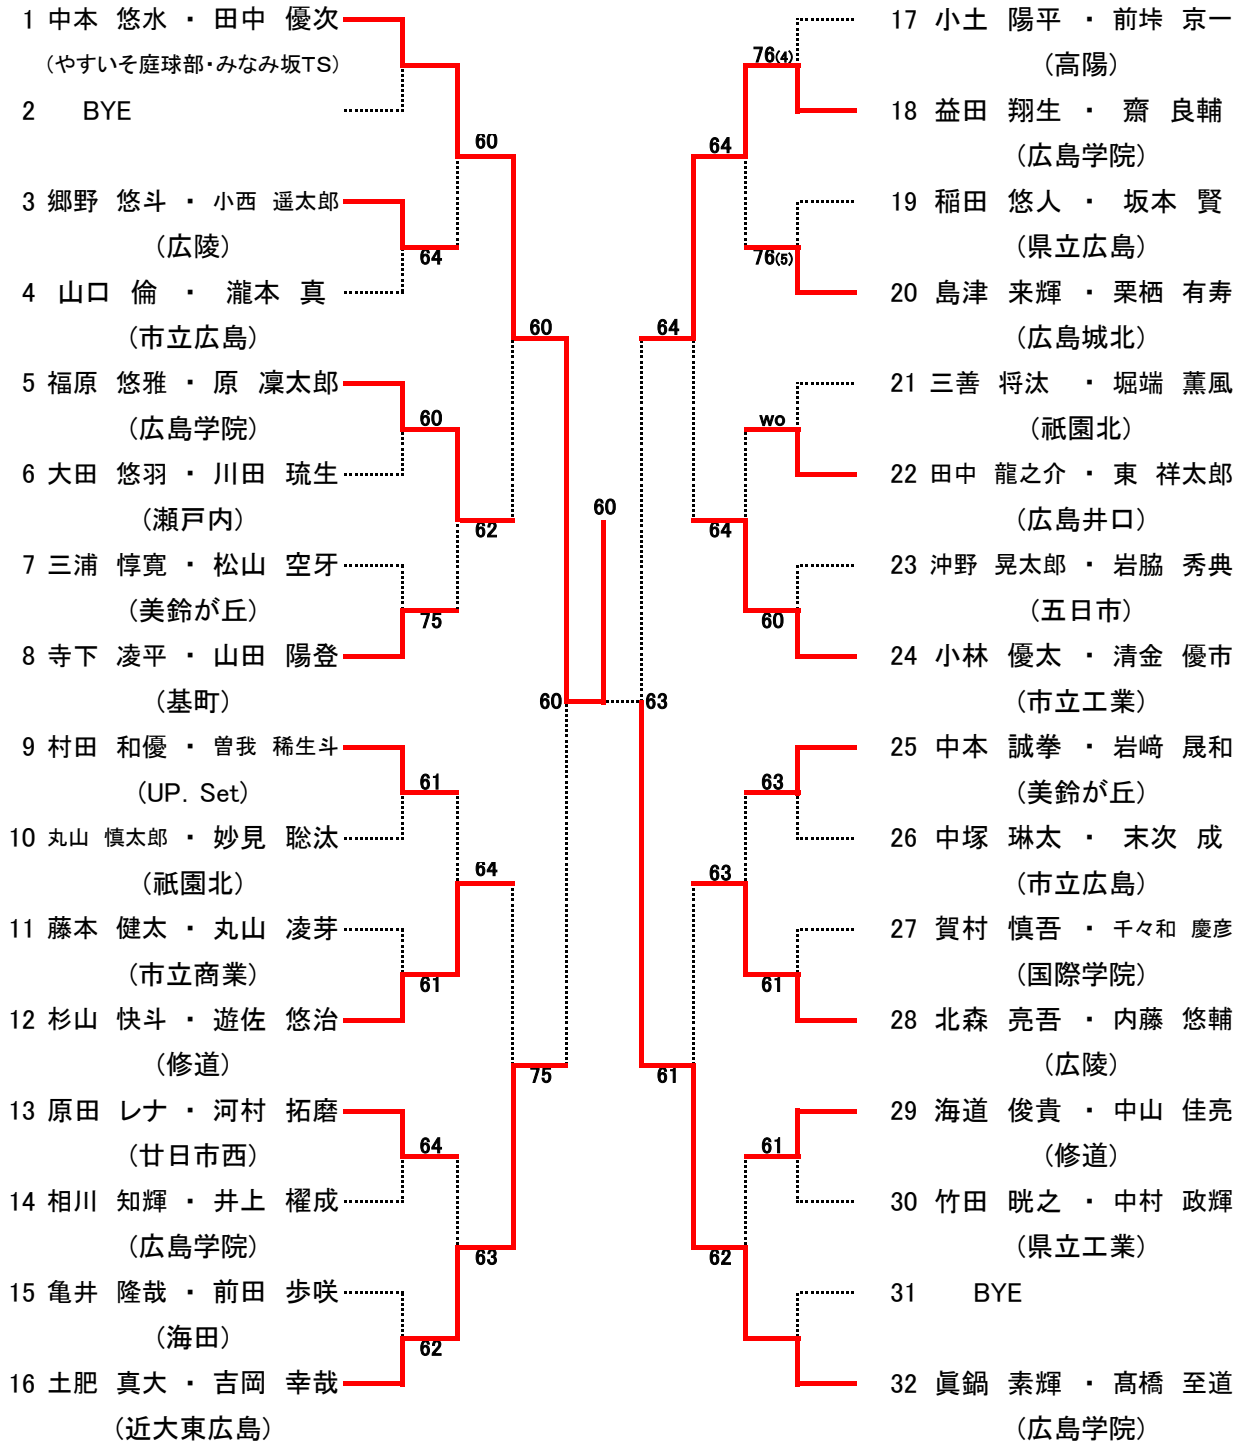 1 中本 悠水 ・ 田中 優次
(やすいそ庭球部・みなみ坂TS)
2 BYE
60
3 郷野 悠斗 ・ 小西 遥太郎
(広陵)
64
4 山口 倫 ・ 瀧本 真
(市立広島)
60
5 福原 悠雅 ・ 原 凜太郎
(広島学院)
60
6 大田 悠羽 ・ 川田 琉生
(瀬戸内)
62
7 三浦 惇寛 ・ 松山 空牙
(美鈴が丘)
75
8 寺下 凌平 ・ 山田 陽登
(基町)
60
9 村田 和優 ・ 曽我 稀生斗
(UP. Set)
61
10 丸山 慎太郎 ・ 妙見 聡汰
(祇園北)
64
11 藤本 健太 ・ 丸山 凌芽
(市立商業)
61
12 杉山 快斗 ・ 遊佐 悠治
(修道)
75
13 原田 レナ ・ 河村 拓磨
(廿日市西)
64
14 相川 知輝 ・ 井上 櫂成
(広島学院)
63
15 亀井 隆哉 ・ 前田 歩咲
(海田)
62
16 土肥 真大 ・ 吉岡 幸哉
(近大東広島)
60
17 小土 陽平 ・ 前垰 京一
(高陽)
76(4)
18 益田 翔生 ・ 齋 良輔
(広島学院)
64
19 稲田 悠人 ・ 坂本 賢
(県立広島)
76(5)
20 島津 来輝 ・ 栗栖 有寿
(広島城北)
64
21 三善 将汰 ・ 堀端 薫風
(祇園北)
wo
22 田中 龍之介 ・ 東 祥太郎
(広島井口)
64
23 沖野 晃太郎 ・ 岩脇 秀典
(五日市)
60
24 小林 優太 ・ 清金 優市
(市立工業)
63
25 中本 誠拳 ・ 岩﨑 晟和
(美鈴が丘)
63
26 中塚 琳太 ・ 末次 成
(市立広島)
63
27 賀村 慎吾 ・ 千々和 慶彦
(国際学院)
61
28 北森 亮吾 ・ 内藤 悠輔
(広陵)
61
29 海道 俊貴 ・ 中山 佳亮
(修道)
61
30 竹田 晄之 ・ 中村 政輝
(県立工業)
62
31 BYE
32 眞鍋 素輝 ・ 髙橋 至道
(広島学院)